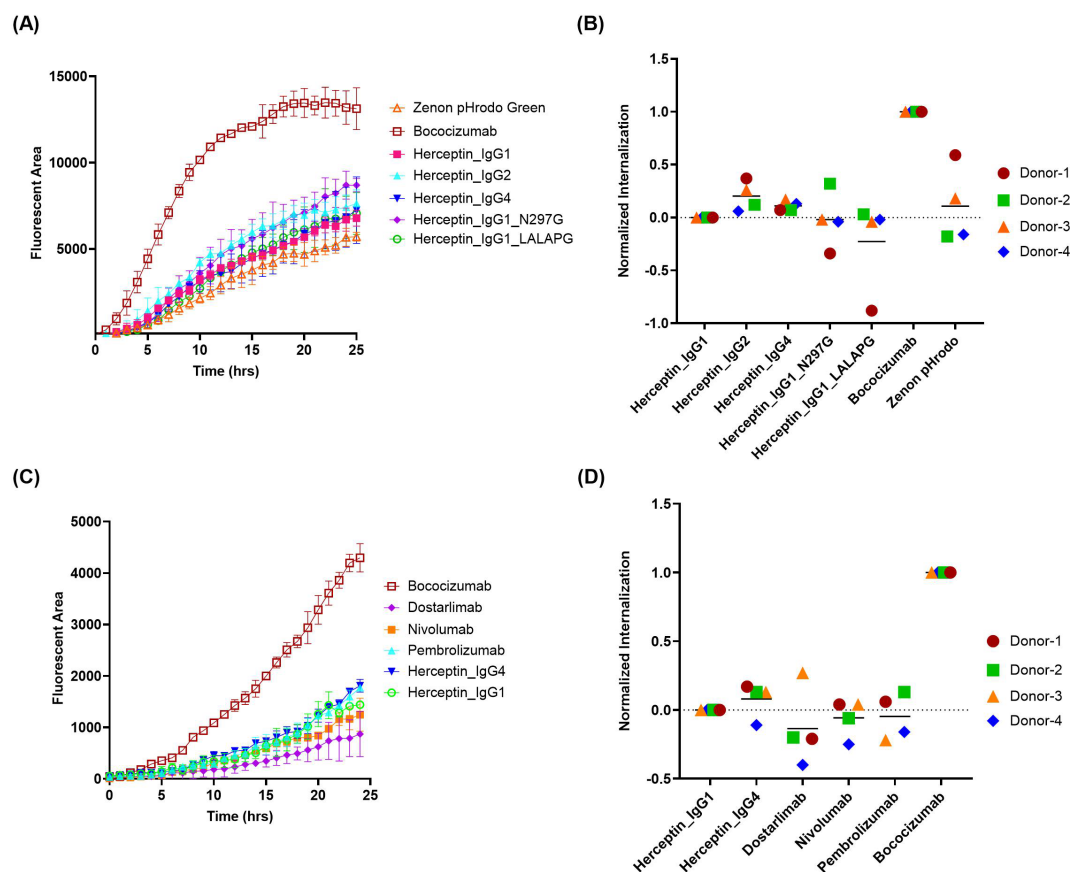 (A)
Fluorescent Area
15000
10000
5000
0
5
10
15
20
25
Time (hrs)
Zenon pHrodo Green
Bococizumab
Herceptin_IgG1
Herceptin_IgG2
Herceptin_IgG4
Herceptin_IgG1_N297G
Herceptin_IgG1_LALAPG
(B)
Normalized Internalization
1.5
1.0
0.5
0.0
-0.5
-1.0
Herceptin_IgG1
Herceptin_IgG2
Herceptin_IgG4
Herceptin_IgG1_N297G
Herceptin_IgG1_LALAPG
Bococizumab
Zenon pHrodo
Donor-1
Donor-2
Donor-3
Donor-4
(C)
Fluorescent Area
5000
4000
3000
2000
1000
0
0
5
10
15
20
25
Time (hrs)
Bococizumab
Dostarlimab
Nivolumab
Pembrolizumab
Herceptin_IgG4
Herceptin_IgG1
(D)
Normalized Internalization
1.5
1.0
0.5
0.0
-0.5
Herceptin_IgG1
Herceptin_IgG4
Dostarlimab
Nivolumab
Pembrolizumab
Bococizumab
Donor-1
Donor-2
Donor-3
Donor-4